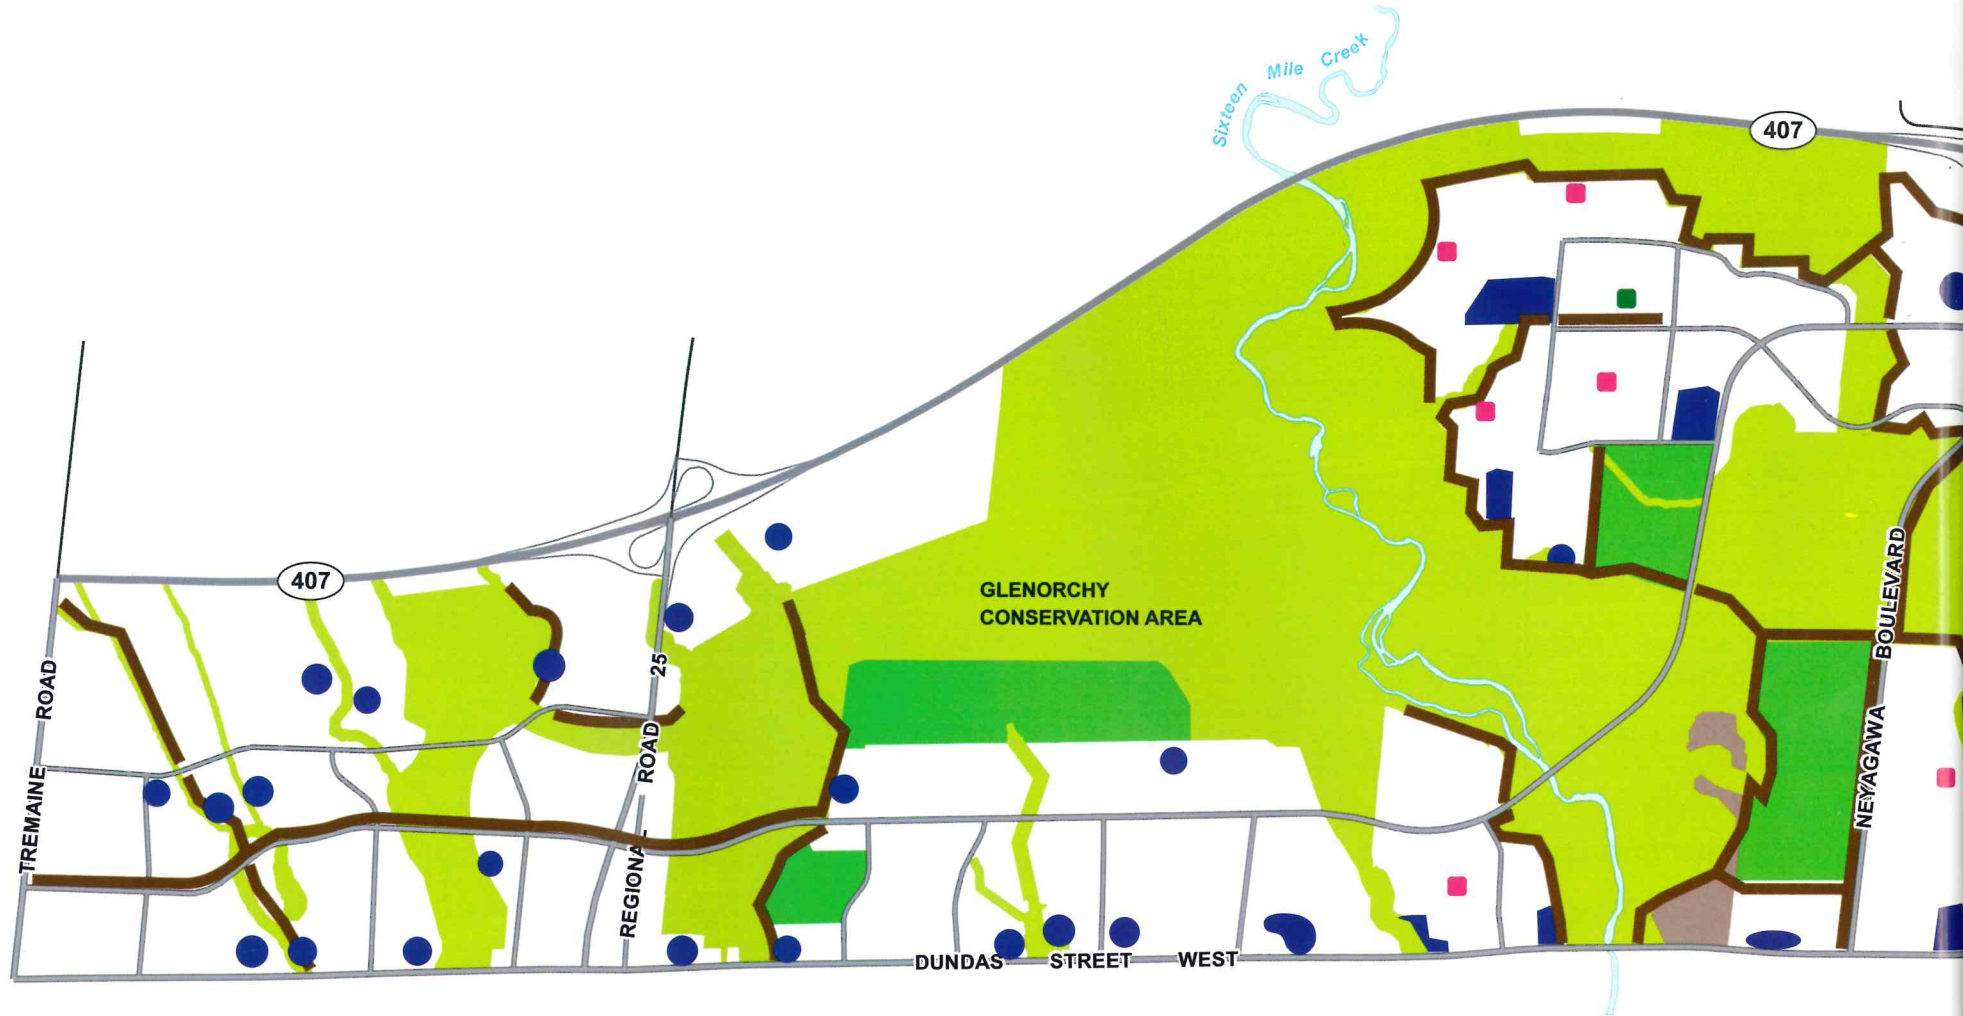 Sixteen Mile Creek
407
407
GLENORCHY
CONSERVATION AREA
TREMAINE ROAD
REGIONAL ROAD 25
NEYAGAWA BOULEVARD
DUNDAS STREET WEST